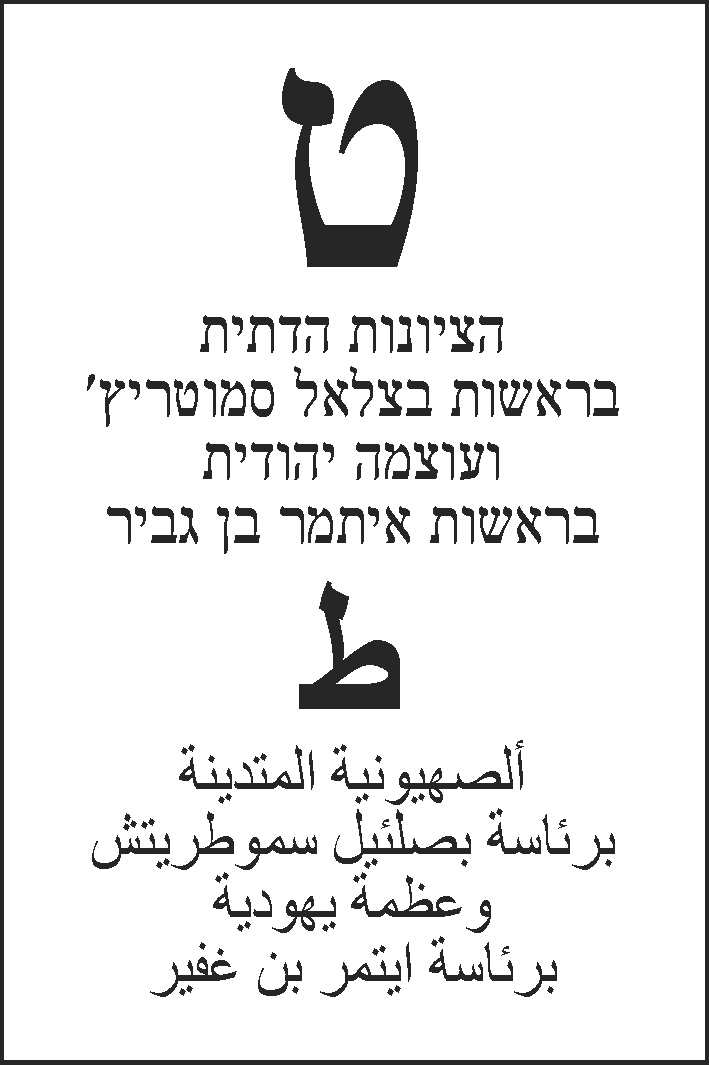 ט
הציונות הדתית
בראשות בצלאל סמוטריץ'
ועוצמה יהודית
בראשות איתמר בן גביר
ط
ألصهيونية المتدينة
برئاسة بصلئيل سموطريتش
وعظمة يهودية
برئاسة ايتمر بن غفير